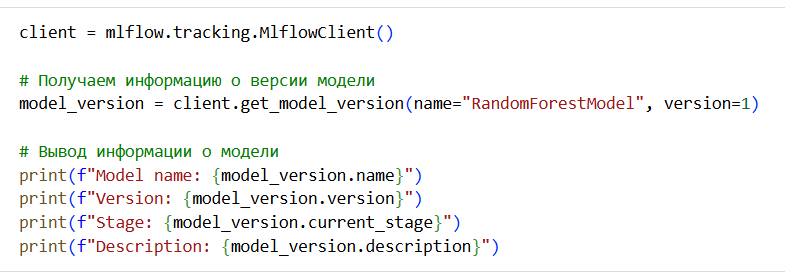 client = mlflow.tracking.MlflowClient()
# Получаем информацию о версии модели
model_version = client.get_model_version(name="RandomForestModel", version=1)
# Вывод информации о модели
print(f"Model name: {model_version.name}")
print(f"Version: {model_version.version}")
print(f"Stage: {model_version.current_stage}")
print(f"Description: {model_version.description}")